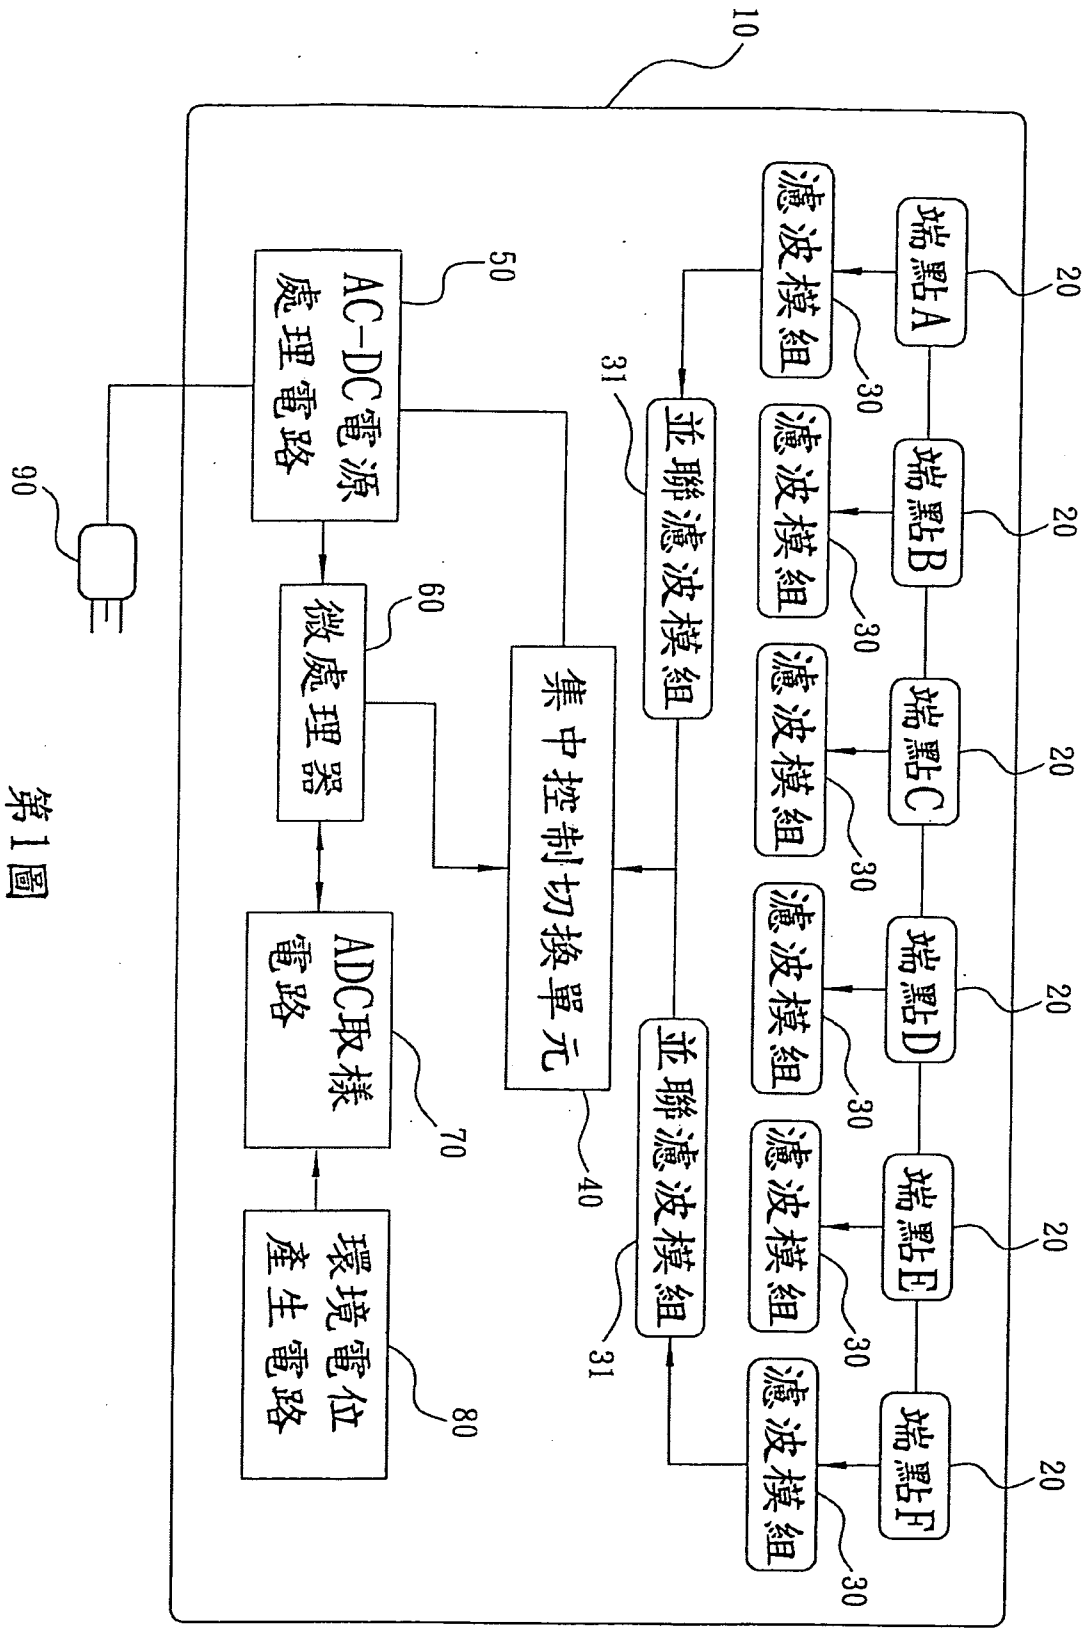 10
20
20
20
20
20
20
端點A
端點B
端點C
端點D
端點E
端點F
30
30
30
30
30
30
濾波模組
濾波模組
濾波模組
濾波模組
濾波模組
濾波模組
31
並聯濾波模組
並聯濾波模組
31
集中控制切換單元
40
50
AC-DC電源
處理電路
60
微處理器
ADC取樣
電路
70
環境電位
產生電路
80
90
第1圖